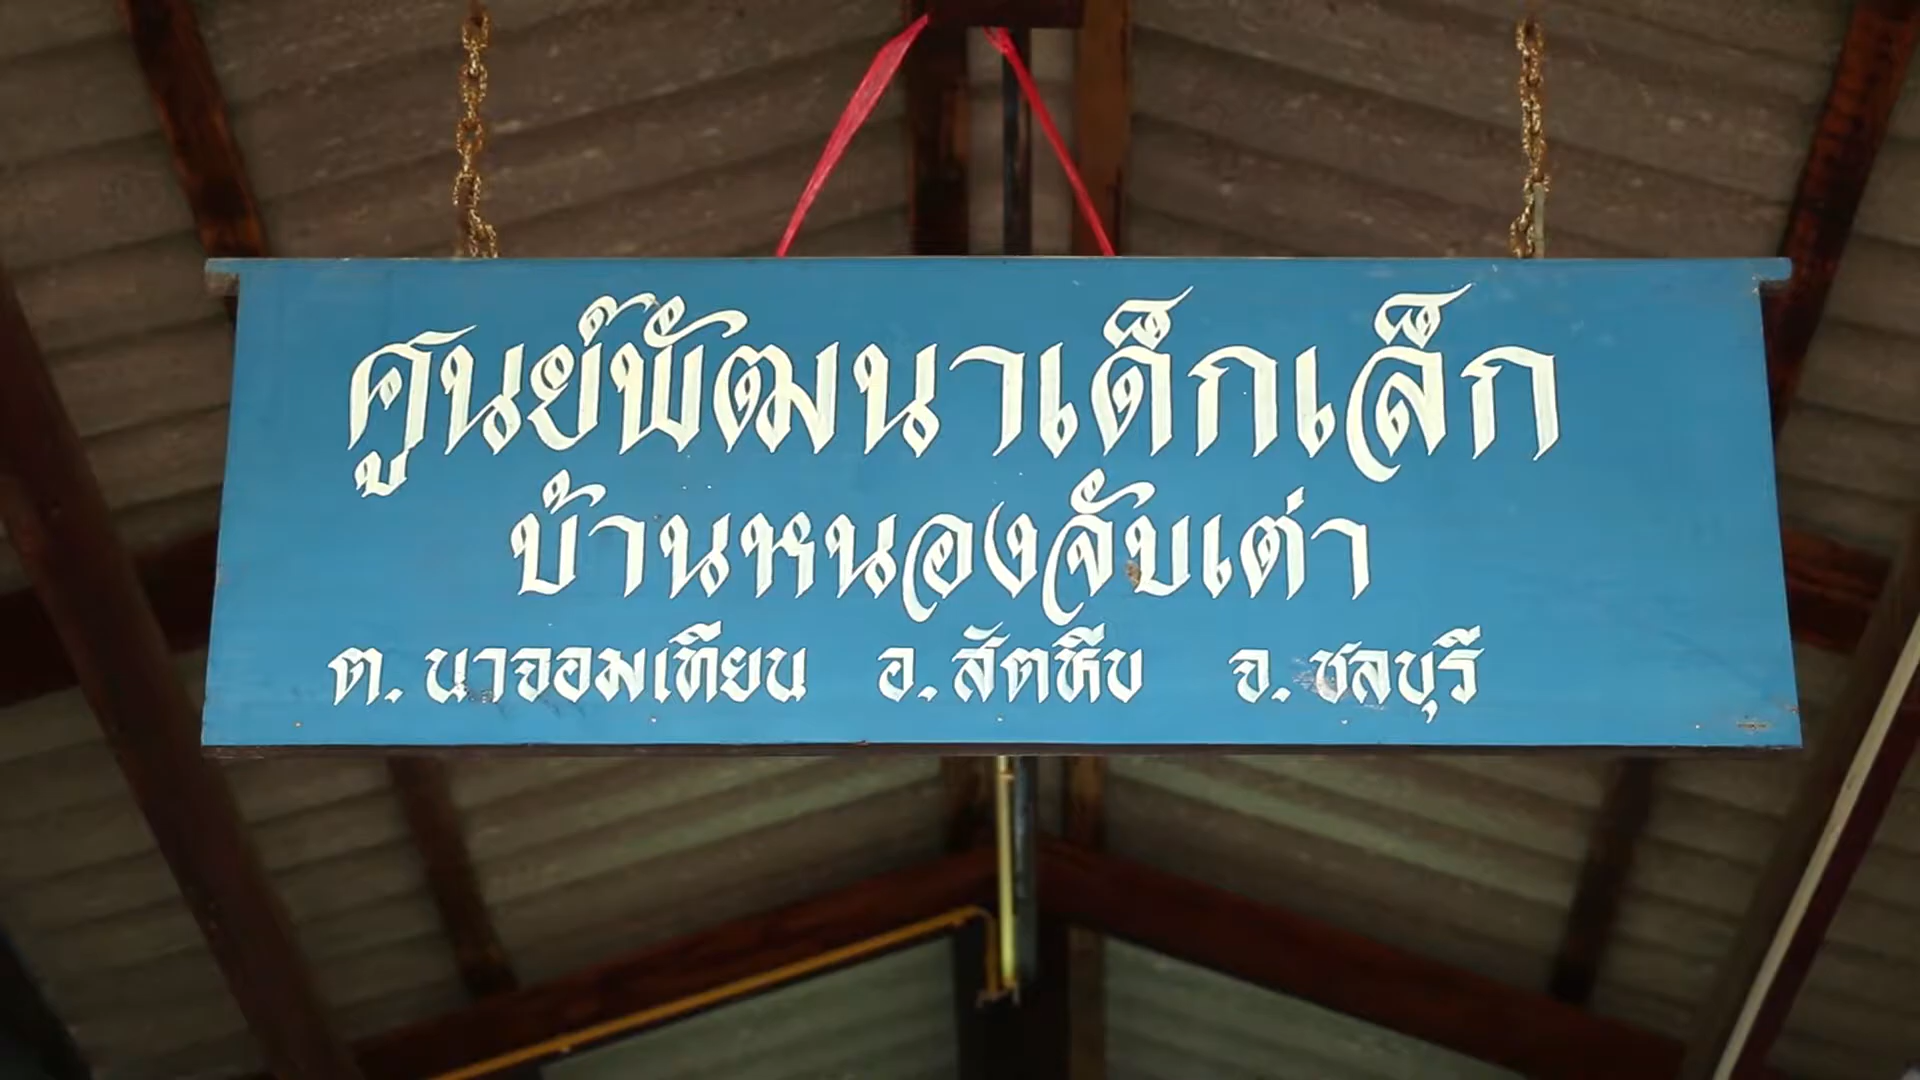 ศูนย์พัฒนาเด็กเล็ก
บ้านหนองจับเต่า
ต.นาจอมเทียน อ.สัตหีบ จ.ชลบุรี